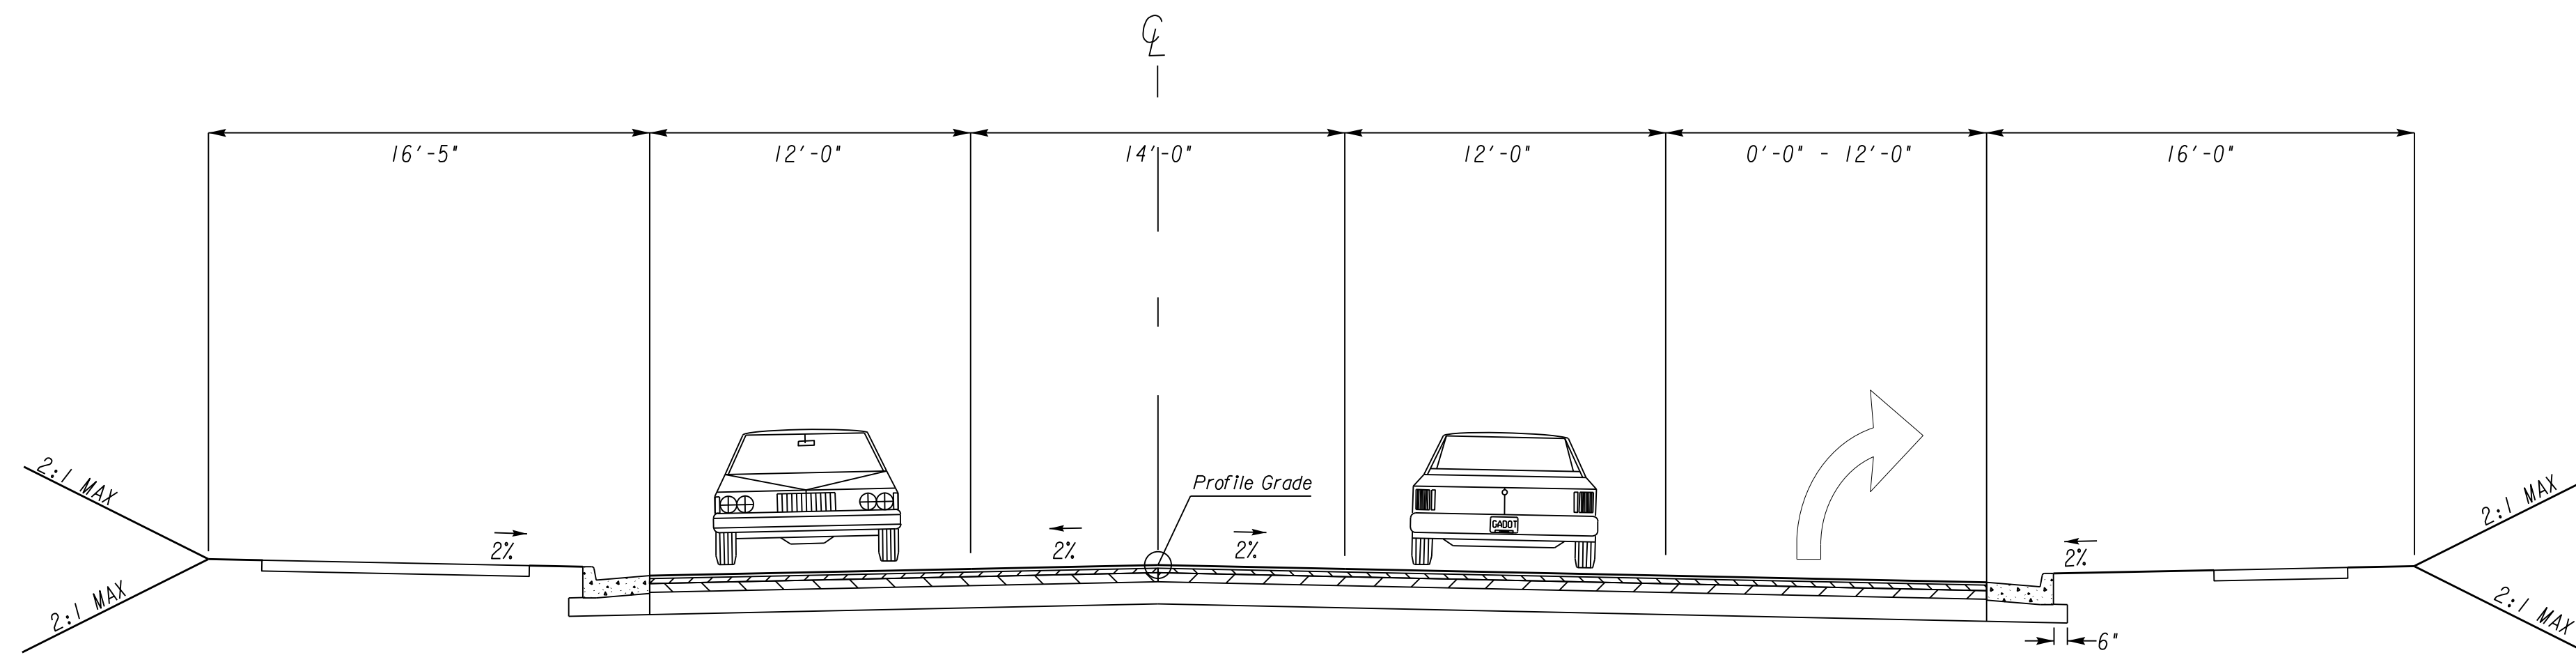 CL
16'-5" 12'-0" 14'-0" 12'-0" 0'-0" - 12'-0" 16'-0"
2:1 MAX
2:1 MAX
Profile Grade
GADOT
2% 2% 2% 2%
2:1 MAX
2:1 MAX
6"